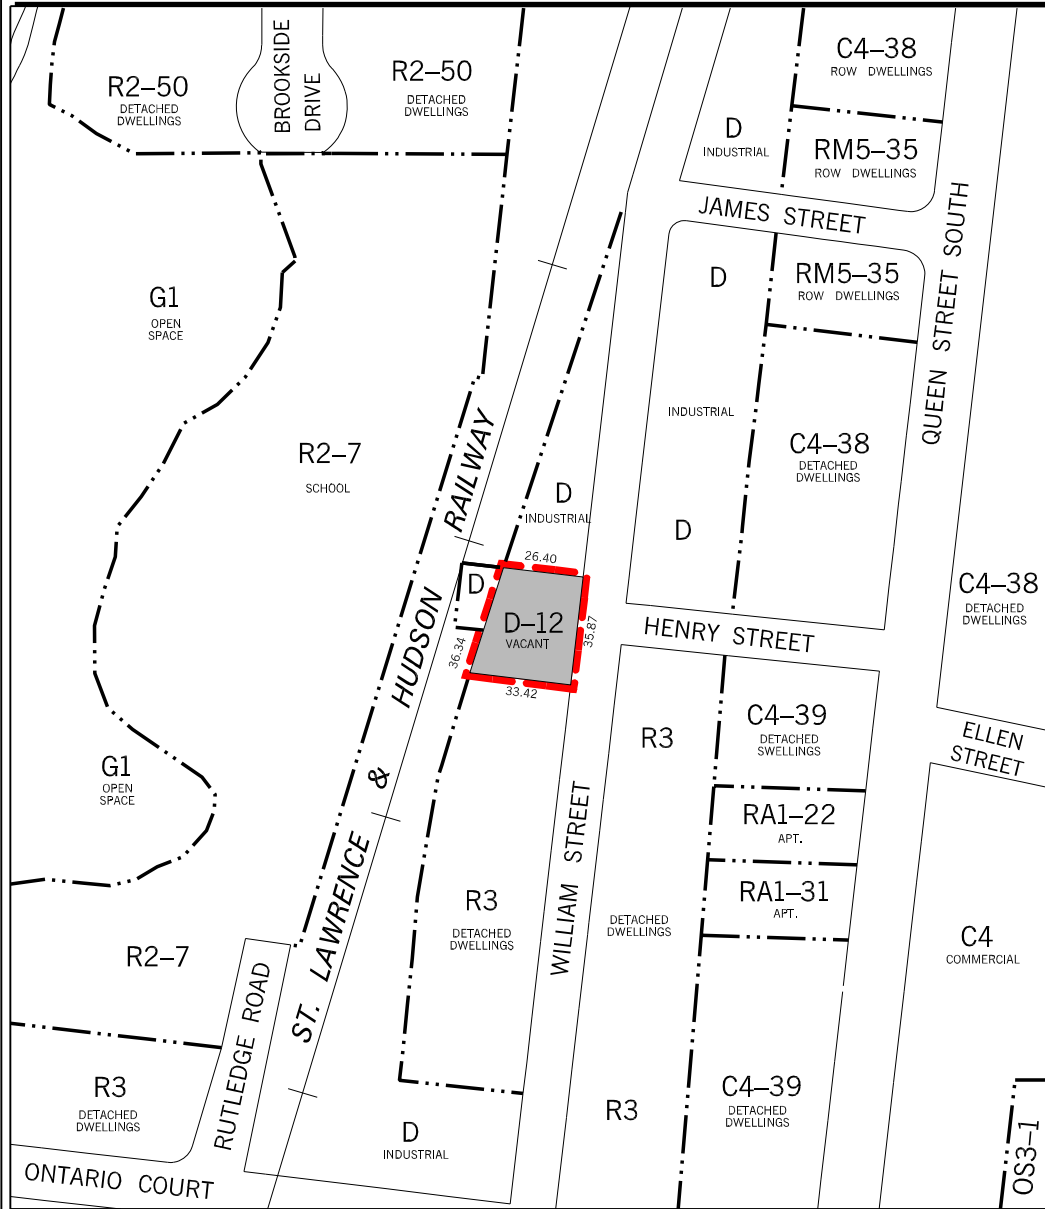 BROOKSIDE
DRIVE
R2–50
DETACHED
DWELLINGS
R2–50
DETACHED
DWELLINGS
C4–38
ROW DWELLINGS
D
INDUSTRIAL
RM5–35
ROW DWELLINGS
JAMES STREET
QUEEN STREET SOUTH
D
RM5–35
ROW DWELLINGS
G1
OPEN
SPACE
INDUSTRIAL
C4–38
DETACHED
DWELLINGS
R2–7
SCHOOL
D
INDUSTRIAL
D
26.40
D
D–12
VACANT
35.87
36.34
33.42
C4–38
DETACHED
DWELLINGS
HENRY STREET
ST. LAWRENCE & HUDSON RAILWAY
R3
C4–39
DETACHED
SWELLINGS
ELLEN
STREET
G1
OPEN
SPACE
RA1–22
APT.
WILLIAM STREET
RA1–31
APT.
R3
DETACHED
DWELLINGS
DETACHED
DWELLINGS
C4
COMMERCIAL
R2–7
RUTLEDGE ROAD
R3
DETACHED
DWELLINGS
R3
C4–39
DETACHED
DWELLINGS
D
INDUSTRIAL
OS3–1
ONTARIO COURT